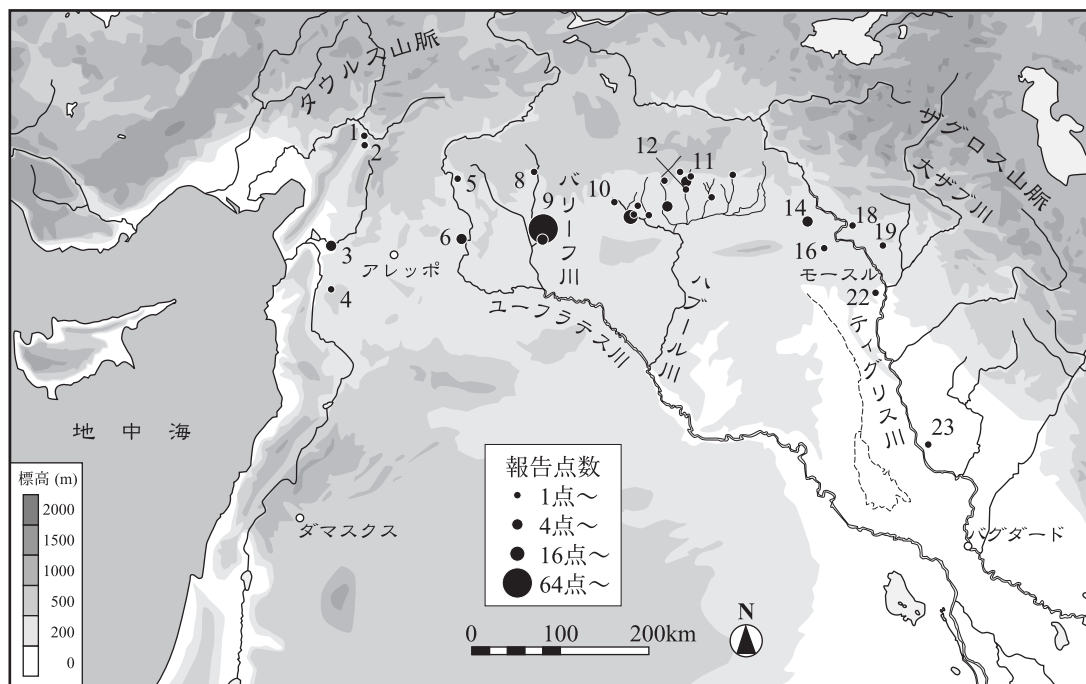 タウルス山脈
ザグロス山脈
大ザブ川
1
2
3
4
5
6
8
9
バリーフ川
10
12
11
14
16
18
19
モースル
22
ティグリス川
23
アレッポ
ユーフラテス川
ハブール川
地中海
ダマスクス
バグダード
標高 (m)
2000
1500
1000
500
200
0
報告点数
1点～
4点～
16点～
64点～
0 100 200km
N